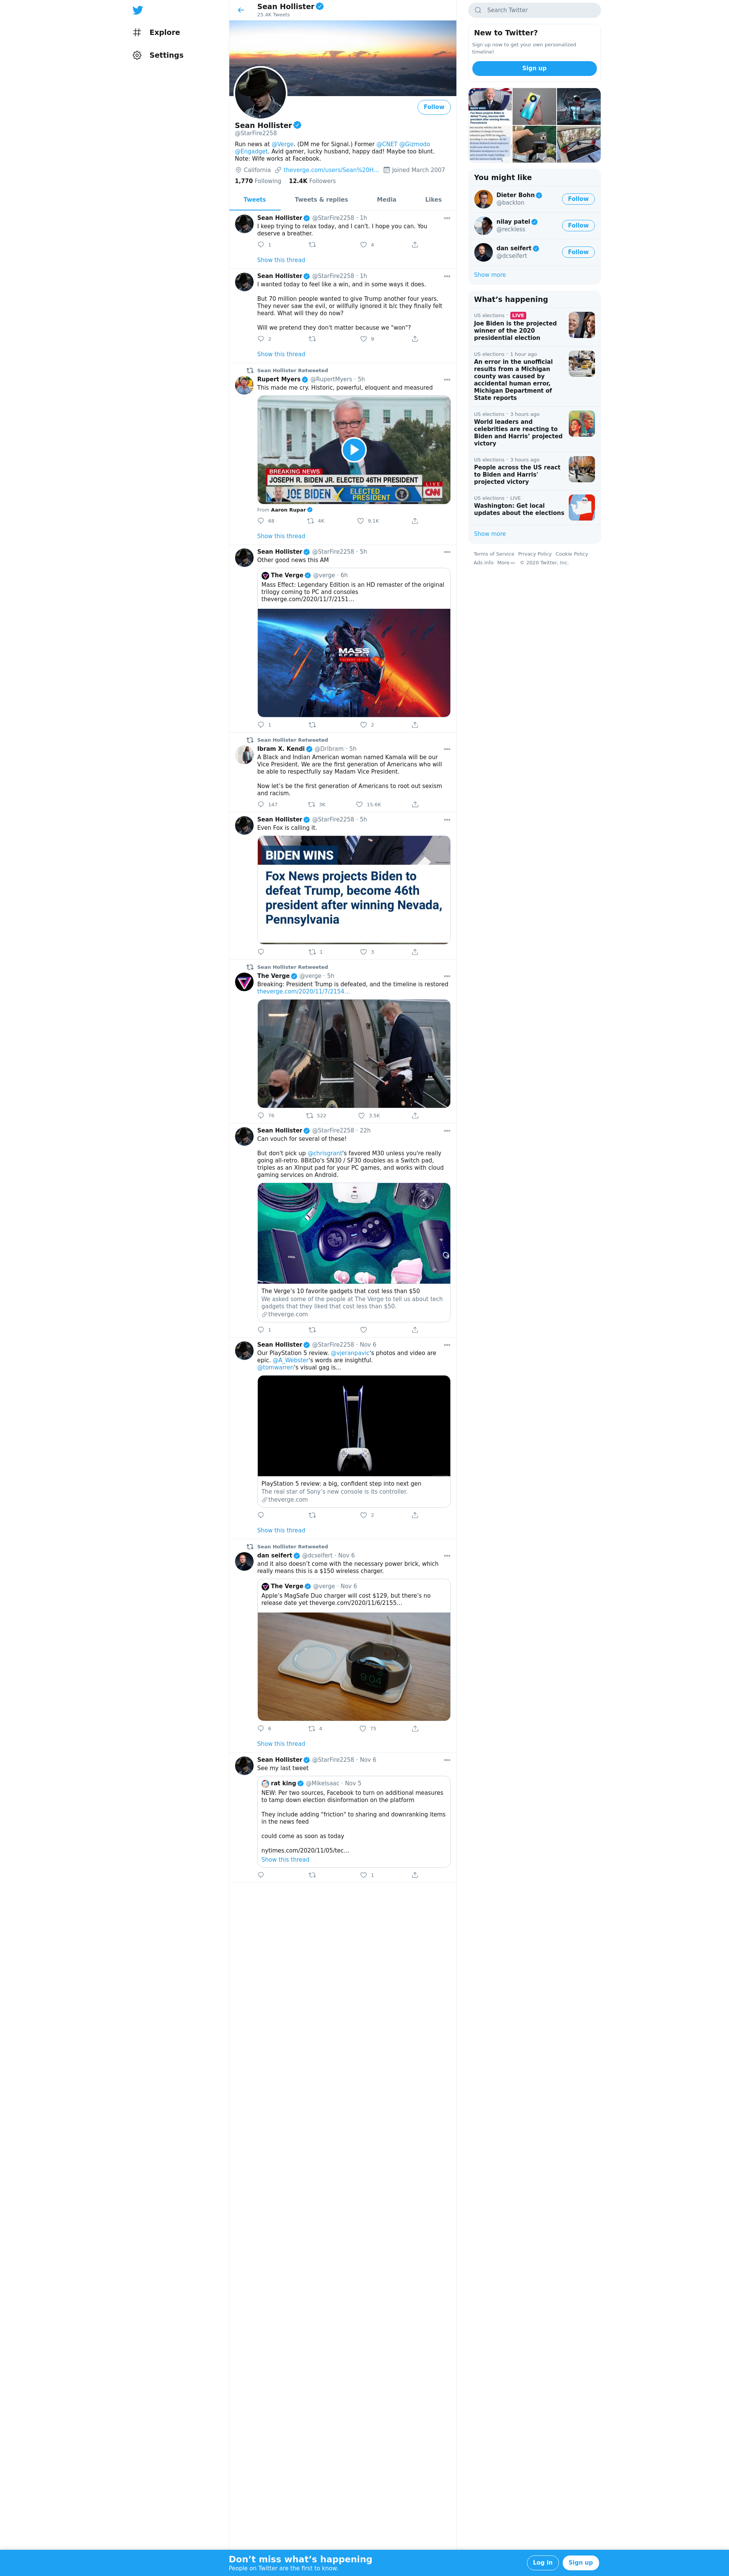 Explore
Settings
Sean Hollister
25.4K Tweets
Follow
Sean Hollister
@StarFire2258
Run news at @Verge. (DM me for Signal.) Former @CNET @Gizmodo
@Engadget. Avid gamer, lucky husband, happy dad! Maybe too blunt.
Note: Wife works at Facebook.
California theverge.com/users/Sean%20H... Joined March 2007
1,770 Following 12.4K Followers
Tweets Tweets & replies Media Likes
Sean Hollister @StarFire2258 · 1h
I keep trying to relax today, and I can't. I hope you can. You
deserve a breather.
1 4
Show this thread
Sean Hollister @StarFire2258 · 1h
I wanted today to feel like a win, and in some ways it does.
But 70 million people wanted to give Trump another four years.
They never saw the evil, or willfully ignored it b/c they finally felt
heard. What will they do now?
Will we pretend they don't matter because we "won"?
2 9
Show this thread
Sean Hollister Retweeted
Rupert Myers @RupertMyers · 5h
This made me cry. Historic, powerful, eloquent and measured
BREAKING NEWS
JOSEPH R. BIDEN JR. ELECTED 46TH PRESIDENT
JOE BIDEN ELECTED PRESIDENT
LIVE
CNN
From Aaron Rupar
68 4K 9.1K
Show this thread
Sean Hollister @StarFire2258 · 5h
Other good news this AM
The Verge @verge · 6h
Mass Effect: Legendary Edition is an HD remaster of the original
trilogy coming to PC and consoles
theverge.com/2020/11/7/2151...
MASS EFFECT
1 2
Sean Hollister Retweeted
Ibram X. Kendi @DrIbram · 5h
A Black and Indian American woman named Kamala will be our
Vice President. We are the first generation of Americans who will
be able to respectfully say Madam Vice President.
Now let's be the first generation of Americans to root out sexism
and racism.
147 3K 15.6K
Sean Hollister @StarFire2258 · 5h
Even Fox is calling it.
BIDEN WINS
Fox News projects Biden to
defeat Trump, become 46th
president after winning Nevada,
Pennsylvania
1 3
Sean Hollister Retweeted
The Verge @verge · 5h
Breaking: President Trump is defeated, and the timeline is restored
theverge.com/2020/11/7/2154...
76 522 3.5K
Sean Hollister @StarFire2258 · 22h
Can vouch for several of these!
But don't pick up @chrisgrant's favored M30 unless you're really
going all-retro. 8BitDo's SN30 / SF30 doubles as a Switch pad,
triples as an XInput pad for your PC games, and works with cloud
gaming services on Android.
The Verge's 10 favorite gadgets that cost less than $50
We asked some of the people at The Verge to tell us about tech
gadgets that they liked that cost less than $50.
theverge.com
1
Sean Hollister @StarFire2258 · Nov 6
Our PlayStation 5 review. @vjeranpavic's photos and video are
epic. @A_Webster's words are insightful.
@tomwarren's visual gag is...
PlayStation 5 review: a big, confident step into next gen
The real star of Sony's new console is its controller.
theverge.com
2
Show this thread
Sean Hollister Retweeted
dan seifert @dcseifert · Nov 6
and it also doesn't come with the necessary power brick, which
really means this is a $150 wireless charger.
The Verge @verge · Nov 6
Apple's MagSafe Duo charger will cost $129, but there's no
release date yet theverge.com/2020/11/6/2155...
9:04
6 4 75
Show this thread
Sean Hollister @StarFire2258 · Nov 6
See my last tweet
rat king @MikeIsaac · Nov 5
NEW: Per two sources, Facebook to turn on additional measures
to tamp down election disinformation on the platform
They include adding "friction" to sharing and downranking items
in the news feed
could come as soon as today
nytimes.com/2020/11/05/tec...
Show this thread
1
Search Twitter
New to Twitter?
Sign up now to get your own personalized
timeline!
Sign up
You might like
Dieter Bohn
@backlon
Follow
nilay patel
@reckless
Follow
dan seifert
@dcseifert
Follow
Show more
What's happening
US elections · LIVE
Joe Biden is the projected
winner of the 2020
presidential election
US elections · 1 hour ago
An error in the unofficial
results from a Michigan
county was caused by
accidental human error,
Michigan Department of
State reports
US elections · 3 hours ago
World leaders and
celebrities are reacting to
Biden and Harris' projected
victory
US elections · 3 hours ago
People across the US react
to Biden and Harris'
projected victory
US elections · LIVE
Washington: Get local
updates about the elections
Show more
Terms of Service Privacy Policy Cookie Policy
Ads info More © 2020 Twitter, Inc.
Don't miss what's happening
People on Twitter are the first to know.
Log in
Sign up